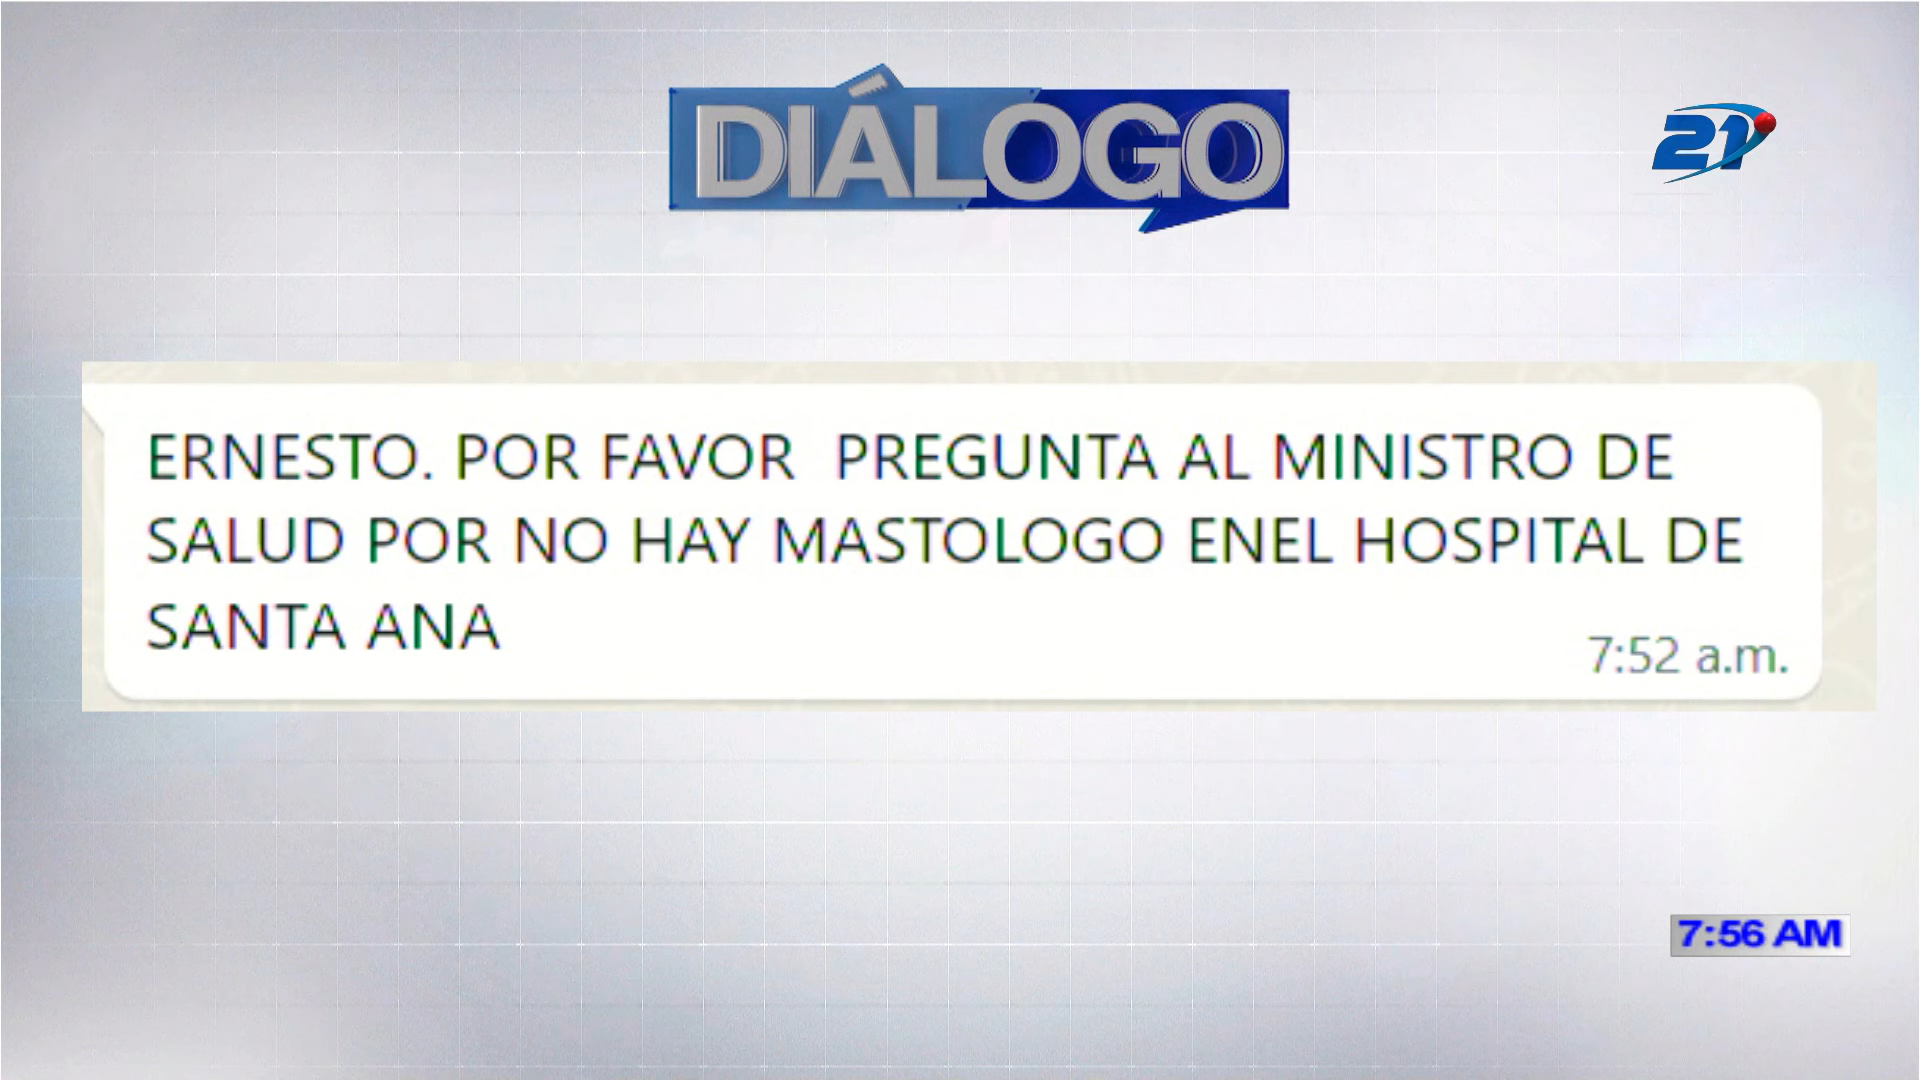 DIÁLOGO
21
ERNESTO. POR FAVOR  PREGUNTA AL MINISTRO DE
SALUD POR NO HAY MASTOLOGO ENEL HOSPITAL DE
SANTA ANA
7:52 a.m.
7:56 AM